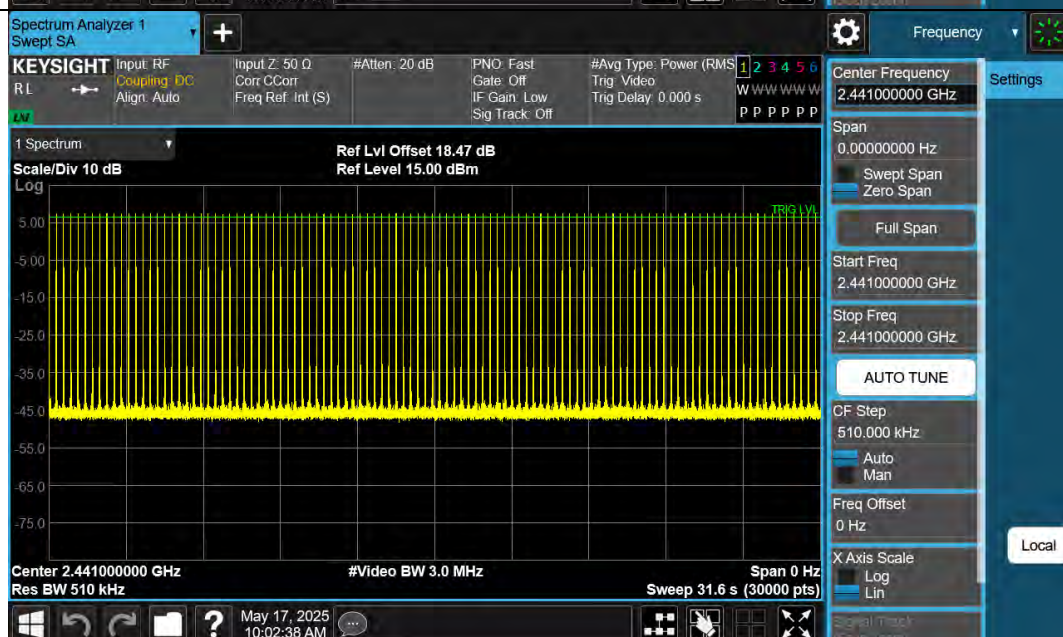 Spectrum Analyzer 1
Swept SA
+
Frequency
KEYSIGHT
RL
LXI
Input: RF
Coupling: DC
Align: Auto
Input Z: 50 Ω
Corr CCorr
Freq Ref: Int (S)
#Atten: 20 dB
PNO: Fast
Gate: Off
IF Gain: Low
Sig Track: Off
#Avg Type: Power (RMS
Trig: Video
Trig Delay: 0.000 s
1 2 3 4 5 6
W W W W W W
P P P P P P
1 Spectrum
Scale/Div 10 dB
Ref Lvl Offset 18.47 dB
Ref Level 15.00 dBm
Log
TRIG LVL
5.00
-5.00
-15.0
-25.0
-35.0
-45.0
-55.0
-65.0
-75.0
Center 2.441000000 GHz
#Video BW 3.0 MHz
Span 0 Hz
Res BW 510 kHz
Sweep 31.6 s (30000 pts)
?
May 17, 2025
10:02:38 AM
Center Frequency
2.441000000 GHz
Settings
Span
0.00000000 Hz
Swept Span
Zero Span
Full Span
Start Freq
2.441000000 GHz
Stop Freq
2.441000000 GHz
AUTO TUNE
CF Step
510.000 kHz
Auto
Man
Freq Offset
0 Hz
Local
X Axis Scale
Log
Lin
Signal Track